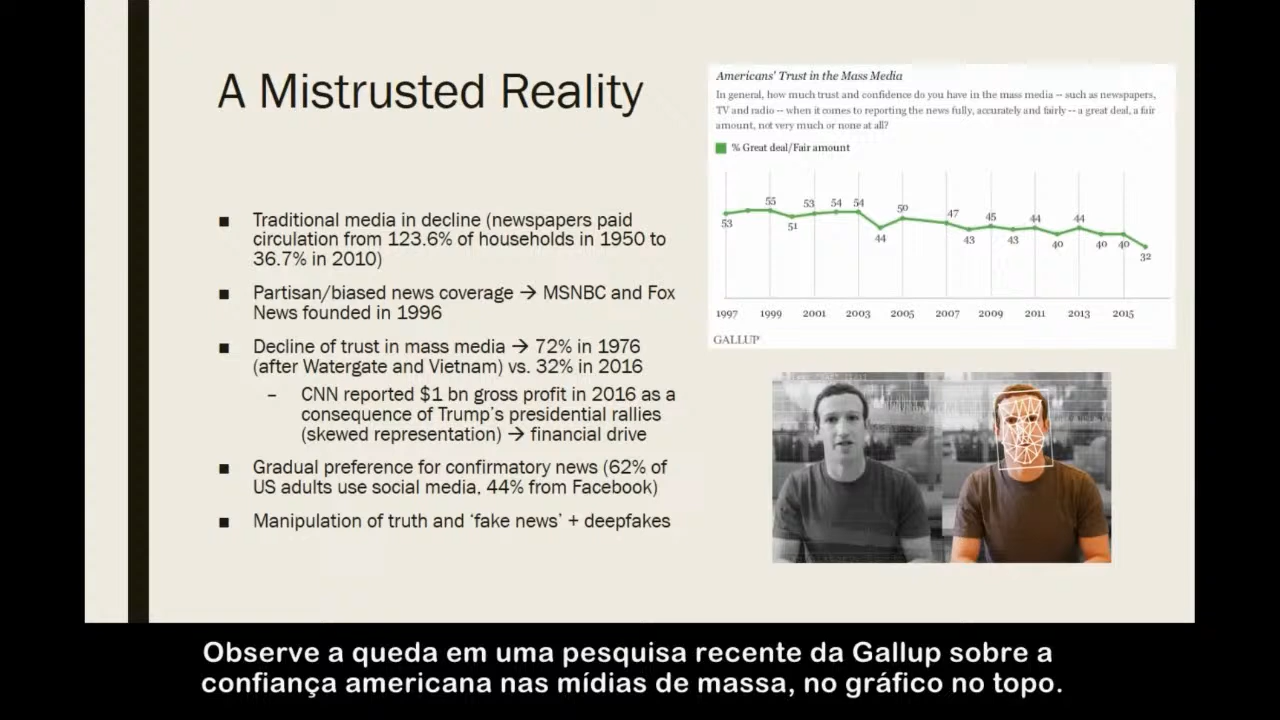 A Mistrusted Reality
■ Traditional media in decline (newspapers paid
circulation from 123.6% of households in 1950 to
36.7% in 2010)
■ Partisan/biased news coverage → MSNBC and Fox
News founded in 1996
■ Decline of trust in mass media → 72% in 1976
(after Watergate and Vietnam) vs. 32% in 2016
– CNN reported $1 bn gross profit in 2016 as a
consequence of Trump's presidential rallies
(skewed representation) → financial drive
■ Gradual preference for confirmatory news (62% of
US adults use social media, 44% from Facebook)
■ Manipulation of truth and 'fake news' + deepfakes
Americans' Trust in the Mass Media
In general, how much trust and confidence do you have in the mass media -- such as newspapers,
TV and radio -- when it comes to reporting the news fully, accurately and fairly -- a great deal, a fair
amount, not very much or none at all?
% Great deal/Fair amount
53 55 51 53 54 54 44 50 47 43 45 43 44 40 44 40 40 32
1997 1999 2001 2003 2005 2007 2009 2011 2013 2015
GALLUP
Observe a queda em uma pesquisa recente da Gallup sobre a
confiança americana nas mídias de massa, no gráfico no topo.